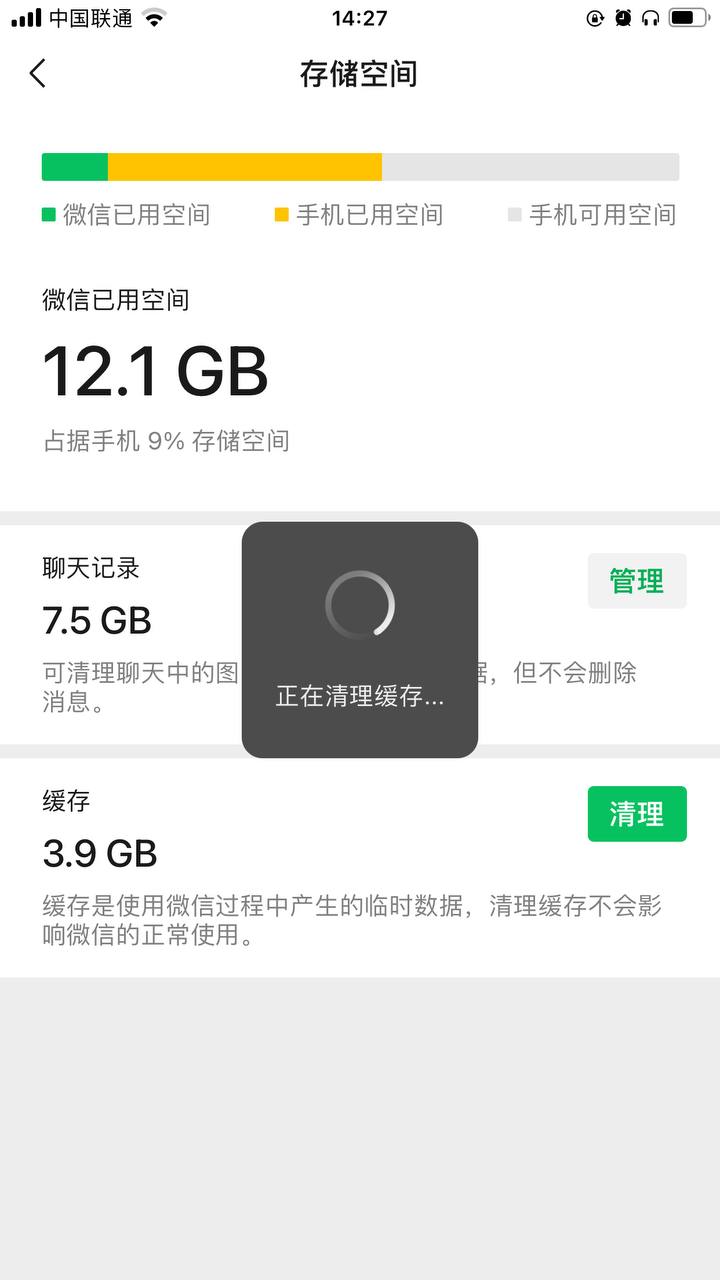 中国联通 14:27
存储空间
微信已用空间 手机已用空间 手机可用空间
微信已用空间
12.1 GB
占据手机 9% 存储空间
聊天记录
管理
7.5 GB
可清理聊天中的图 据，但不会删除
消息。
正在清理缓存...
缓存
清理
3.9 GB
缓存是使用微信过程中产生的临时数据，清理缓存不会影
响微信的正常使用。